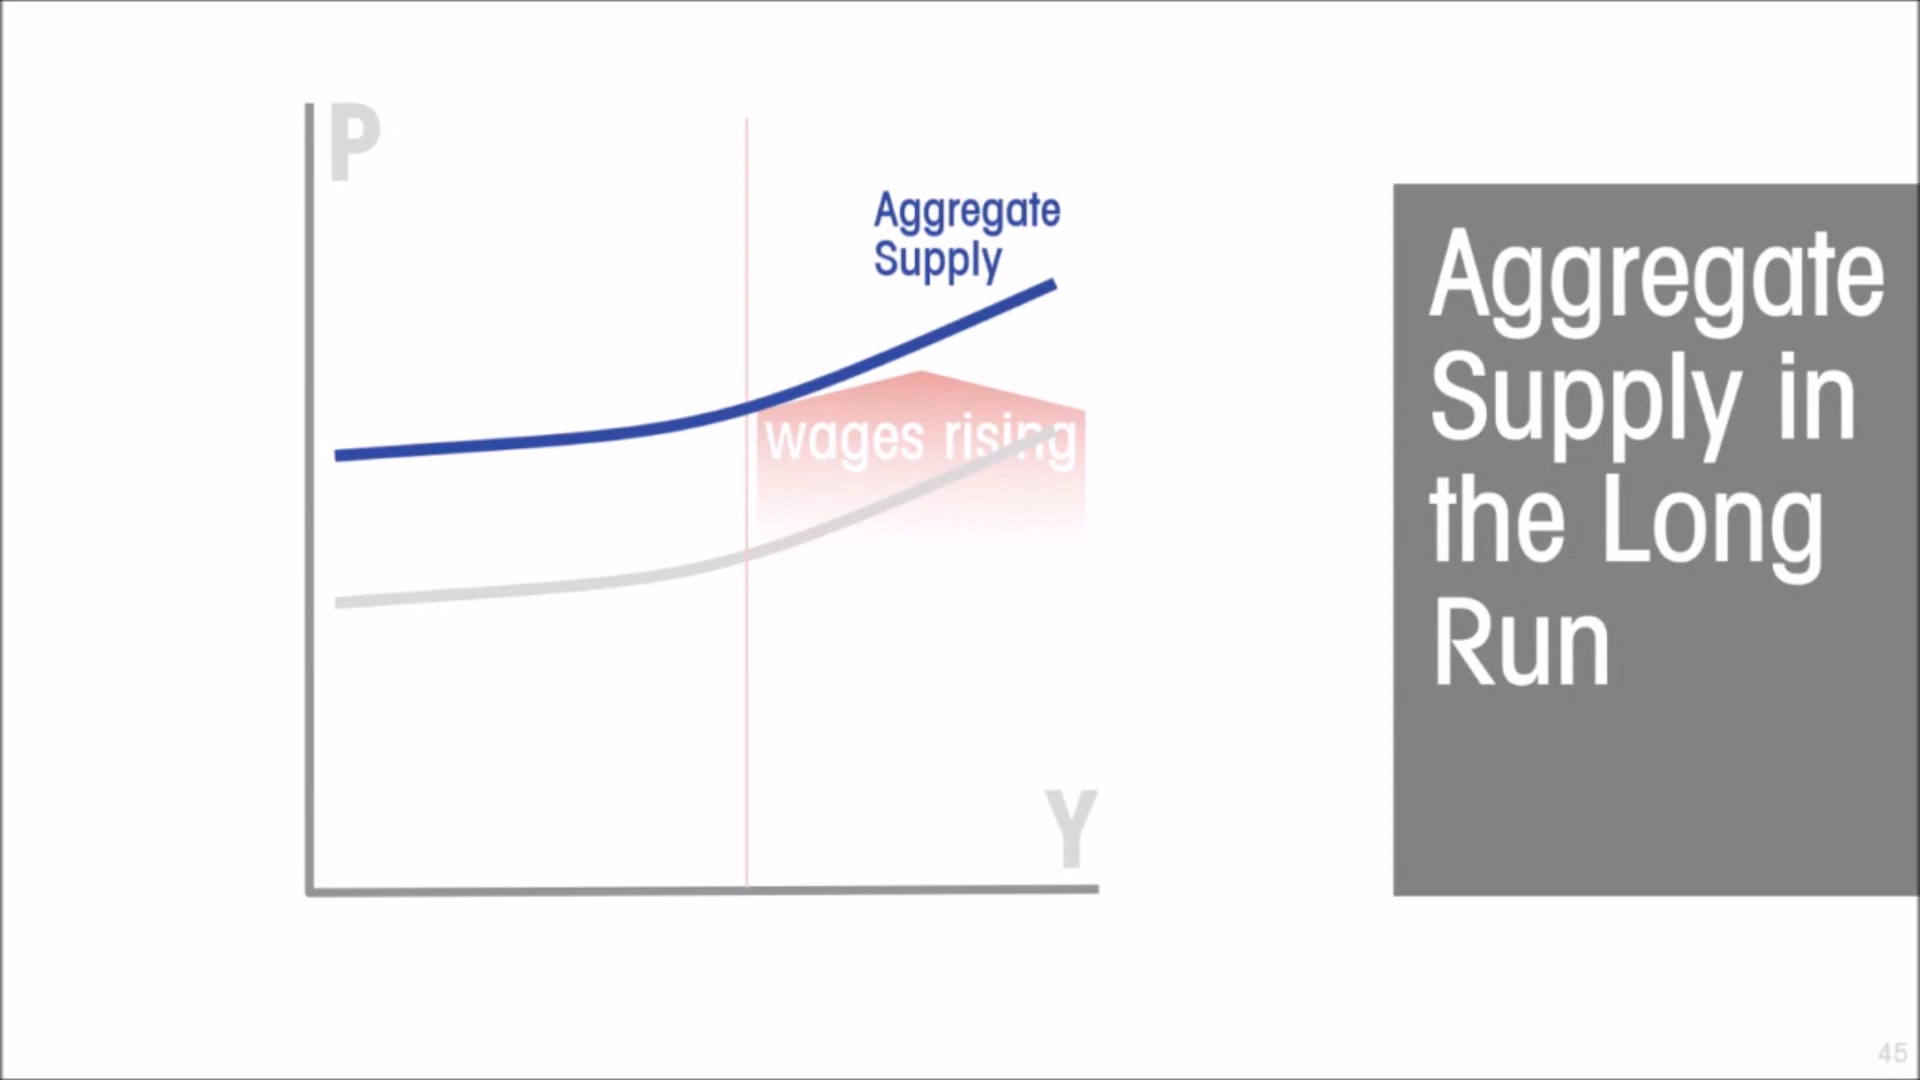 P
Aggregate
Supply
wages rising
Y
Aggregate
Supply in
the Long
Run
45